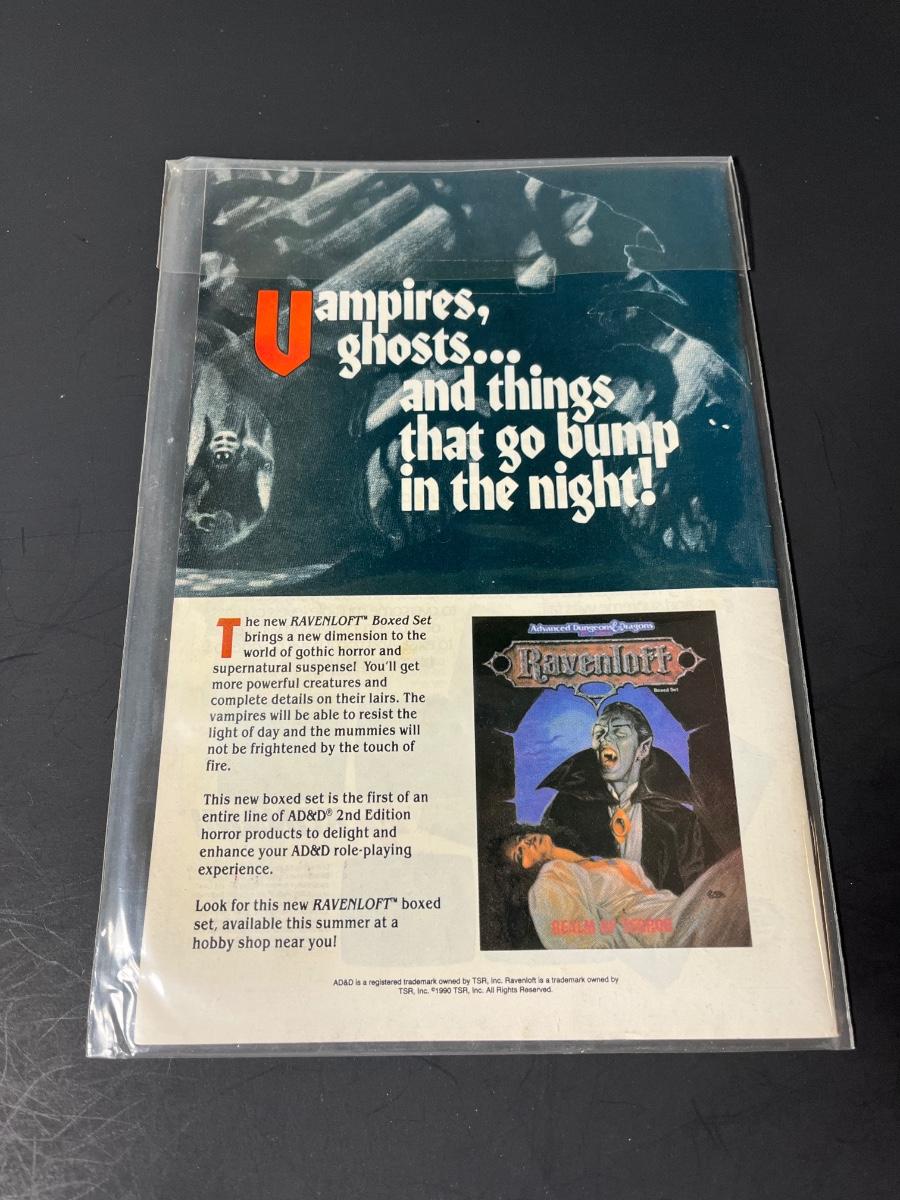 Vampires,
ghosts...
and things
that go bump
in the night!
The new RAVENLOFT™ Boxed Set
brings a new dimension to the
world of gothic horror and
supernatural suspense! You'll get
more powerful creatures and
complete details on their lairs. The
vampires will be able to resist the
light of day and the mummies will
not be frightened by the touch of
fire.
This new boxed set is the first of an
entire line of AD&D® 2nd Edition
horror products to delight and
enhance your AD&D role-playing
experience.
Look for this new RAVENLOFT™ boxed
set, available this summer at a
hobby shop near you!
Advanced Dungeons & Dragons
Ravenloft
Boxed Set
REALM OF TERROR
AD&D is a registered trademark owned by TSR, Inc. Ravenloft is a trademark owned by
TSR, Inc. ©1990 TSR, Inc. All Rights Reserved.